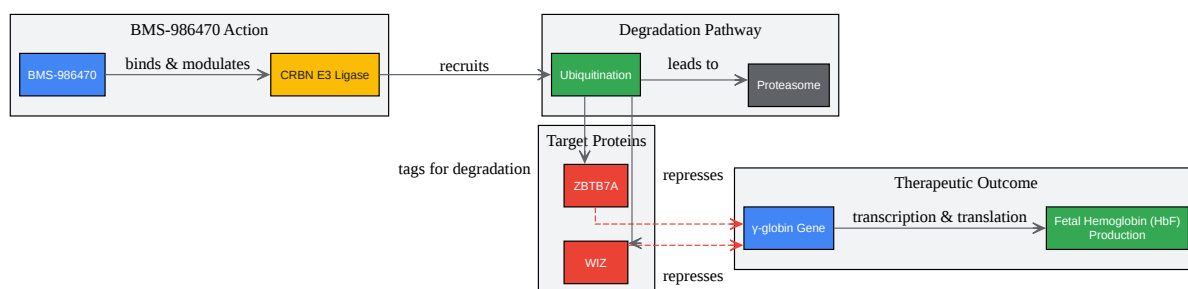 BMS-986470 Action
Degradation Pathway
BMS-986470
binds & modulates
CRBN E3 Ligase
recruits
Ubiquitination
leads to
Proteasome
Target Proteins
tags for degradation
ZBTB7A
represses
Therapeutic Outcome
γ-globin Gene
transcription & translation
Fetal Hemoglobin (HbF)
Production
WIZ
represses